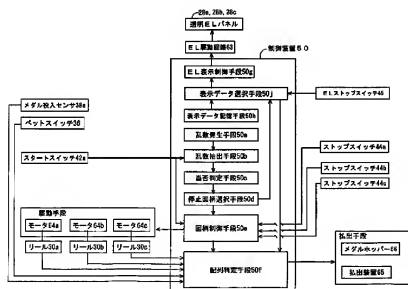 28a, 28b, 28c
透明ELパネル
EL駆動回路63
制御装置50
EL表示制御手段50g
表示データ選択手段50j
ELストップスイッチ45
メダル投入センサ38a
表示データ記憶手段50h
ベットスイッチ36
乱数発生手段50a
スタートスイッチ42a
乱数抽出手段50b
ストップスイッチ44a
当否判定手段50c
ストップスイッチ44b
停止図柄選択手段50d
ストップスイッチ44c
駆動手段
モータ64a
モータ64b
モータ64c
図柄制御手段50e
払出手段
リール30a
リール30b
リール30c
メダルホッパー66
配列判定手段50f
払出装置65